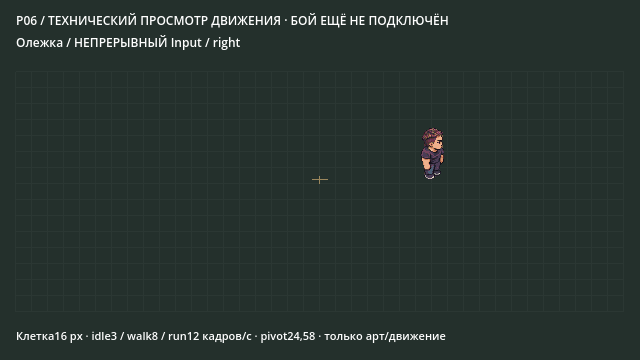 P06 / ТЕХНИЧЕСКИЙ ПРОСМОТР ДВИЖЕНИЯ · БОЙ ЕЩЁ НЕ ПОДКЛЮЧЁН
Олежка / НЕПРЕРЫВНЫЙ Input / right
Клетка16 px · idle3 / walk8 / run12 кадров/с · pivot24,58 · только арт/движение